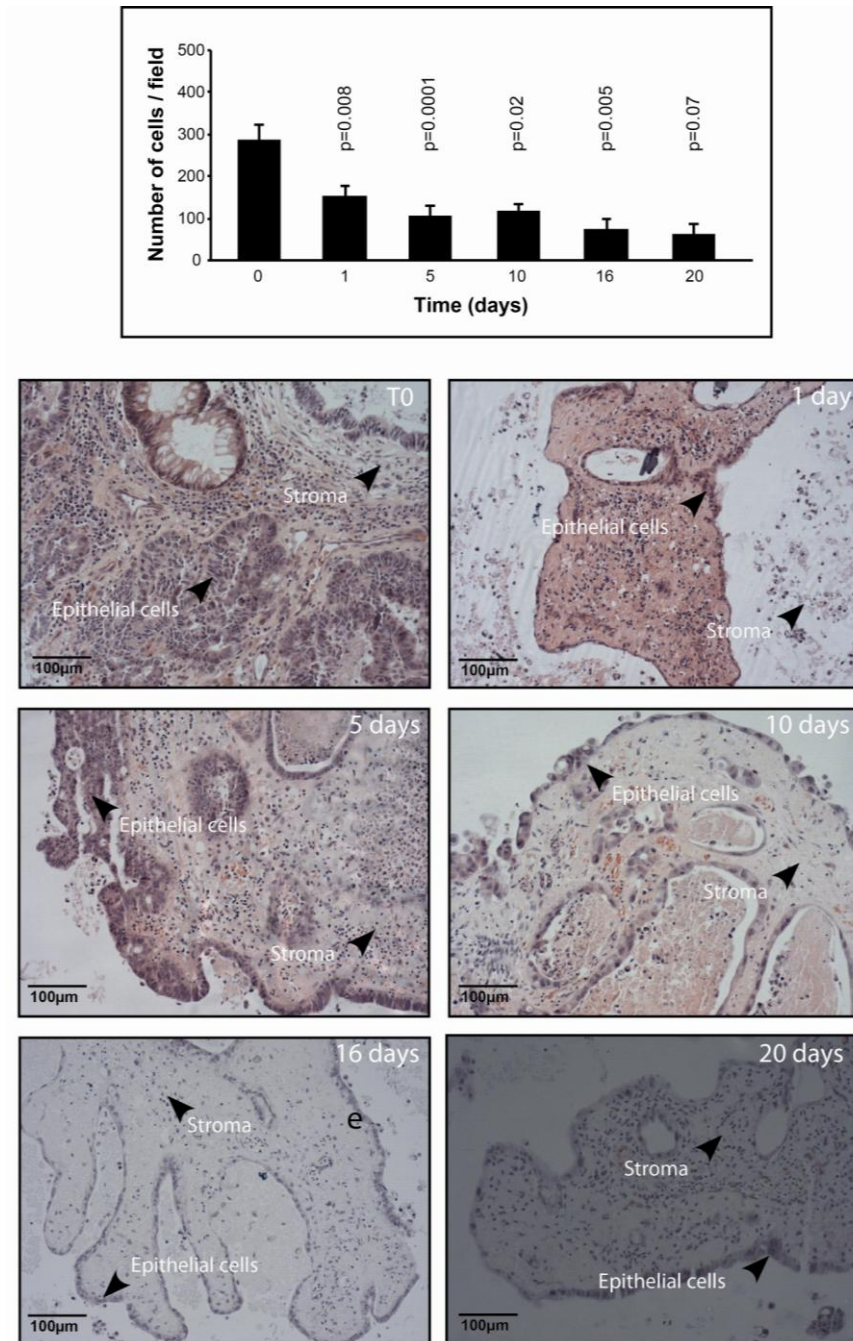 500
400
300
200
100
0
Number of cells / field
p=0.008
p=0.0001
p=0.02
p=0.005
p=0.07
0 1 5 10 16 20
Time (days)
T0
Stroma
Epithelial cells
100µm
1 day
Epithelial cells
Stroma
100µm
5 days
Epithelial cells
Stroma
100µm
10 days
Epithelial cells
Stroma
100µm
16 days
Stroma
e
Epithelial cells
100µm
20 days
Stroma
Epithelial cells
100µm